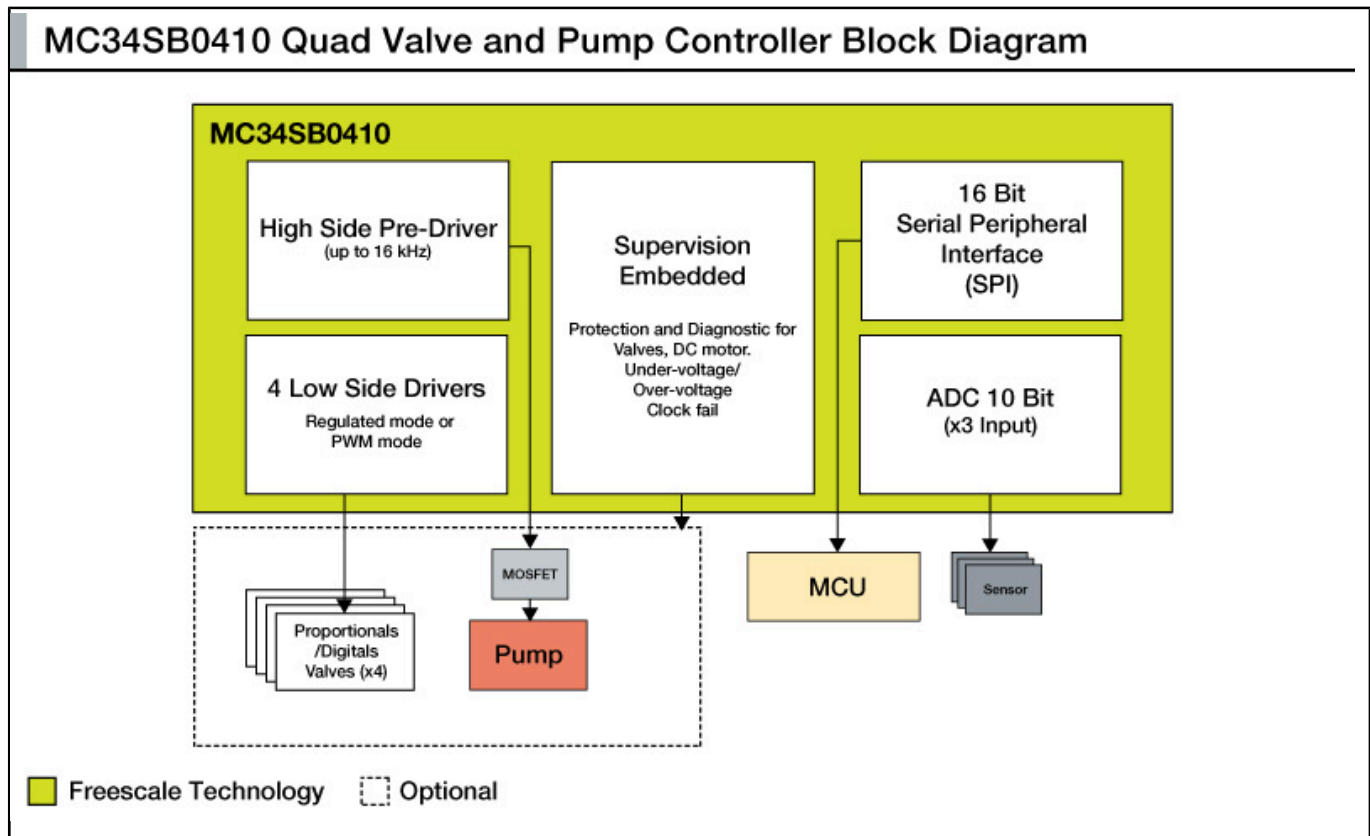 MC34SB0410 Quad Valve and Pump Controller Block Diagram
MC34SB0410
High Side Pre-Driver
(up to 16 kHz)
4 Low Side Drivers
Regulated mode or
PWM mode
Supervision
Embedded
Protection and Diagnostic for
Valves, DC motor.
Under-voltage/
Over-voltage
Clock fail
16 Bit
Serial Peripheral
Interface
(SPI)
ADC 10 Bit
(x3 Input)
Proportionals
/Digitals
Valves (x4)
MOSFET
Pump
MCU
Sensor
Freescale Technology
Optional